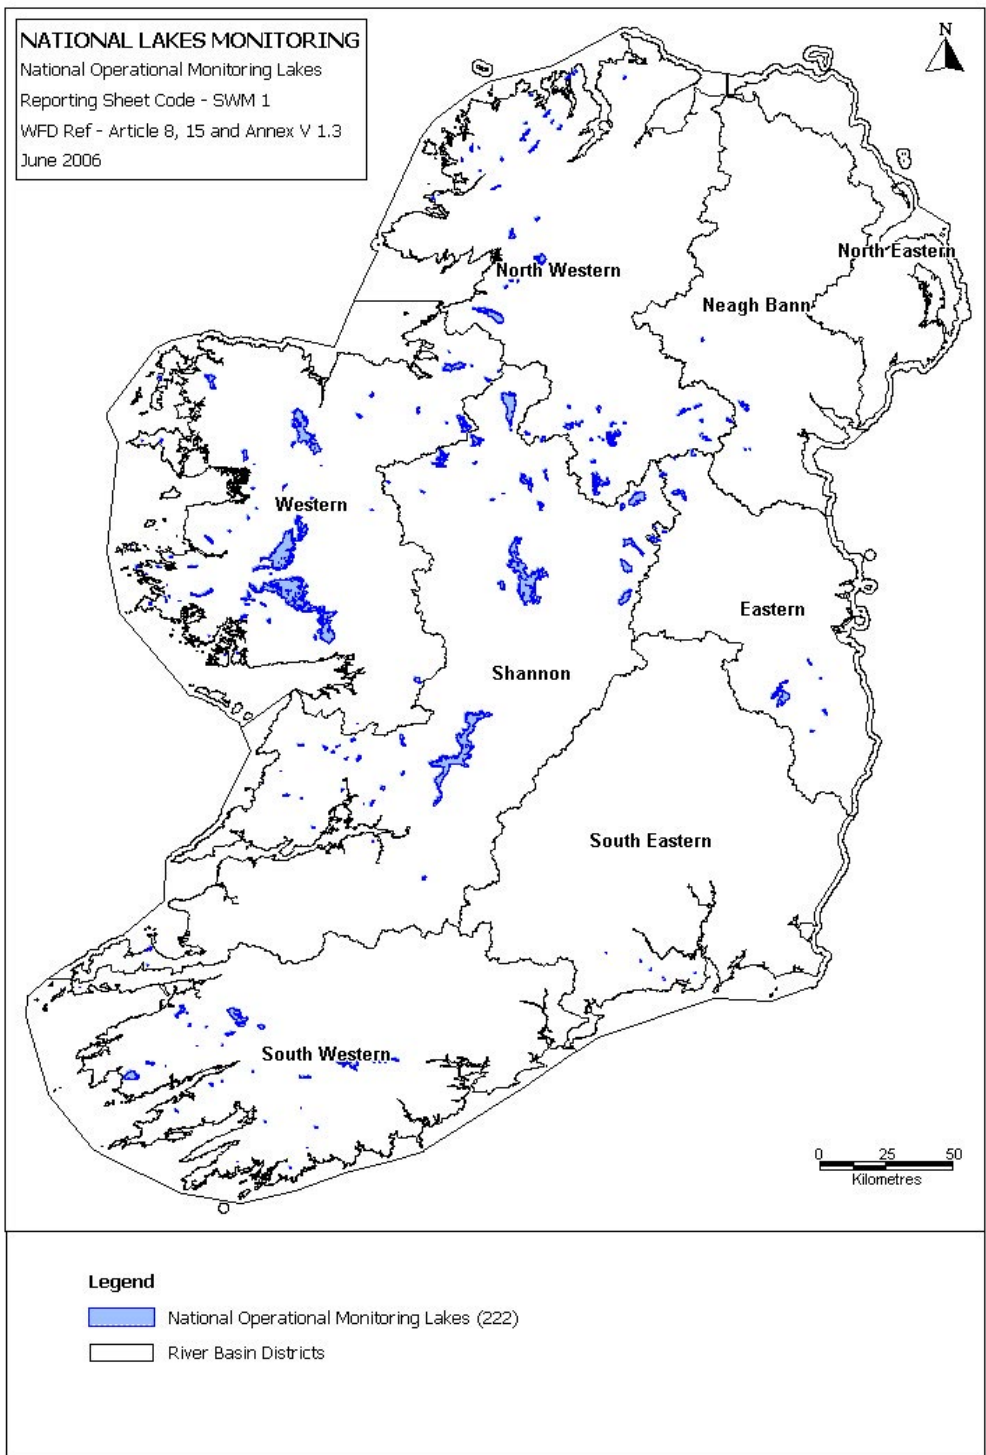 NATIONAL LAKES MONITORING
National Operational Monitoring Lakes
Reporting Sheet Code - SWM 1
WFD Ref - Article 8, 15 and Annex V 1.3
June 2006
N
North Eastern
North Western
Neagh Bann
Western
Eastern
Shannon
South Eastern
South Western
0 25 50
Kilometres
Legend
National Operational Monitoring Lakes (222)
River Basin Districts